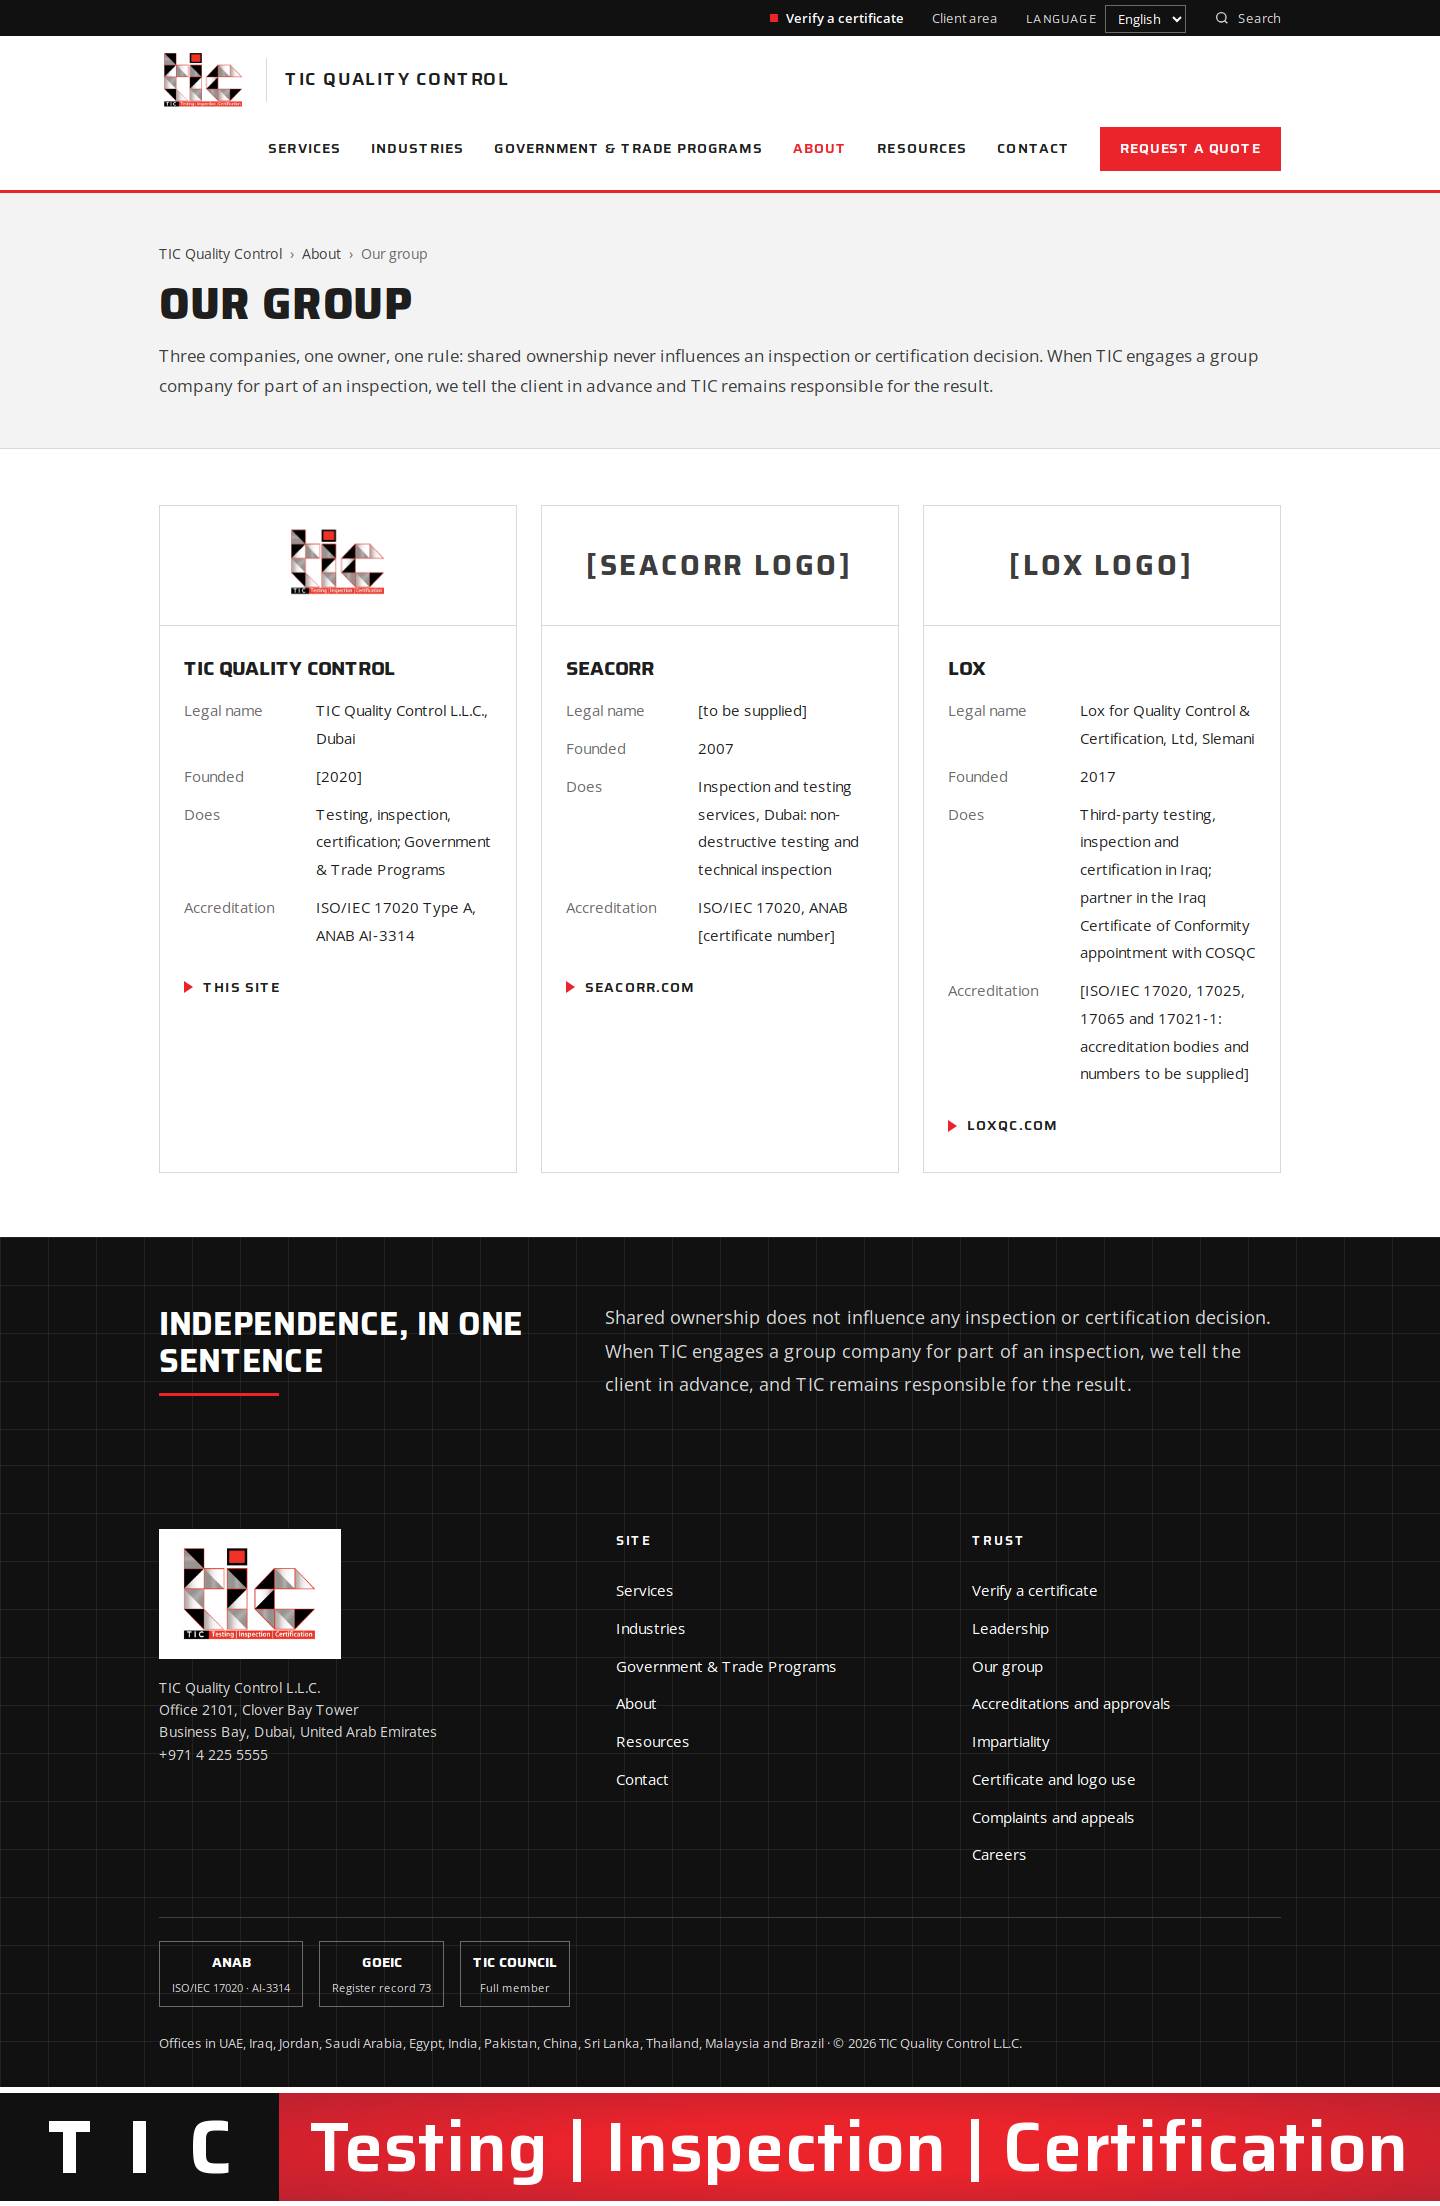 Verify a certificate
Client area
LANGUAGE
English
Search
TIC Testing | Inspection | Certification
TIC QUALITY CONTROL
SERVICES
INDUSTRIES
GOVERNMENT & TRADE PROGRAMS
ABOUT
RESOURCES
CONTACT
REQUEST A QUOTE
TIC Quality Control › About › Our group
OUR GROUP
Three companies, one owner, one rule: shared ownership never influences an inspection or certification decision. When TIC engages a group
company for part of an inspection, we tell the client in advance and TIC remains responsible for the result.
tic
TIC Testing | Inspection | Certification
TIC QUALITY CONTROL
Legal name
TIC Quality Control L.L.C.,
Dubai
Founded
[2020]
Does
Testing, inspection,
certification; Government
& Trade Programs
Accreditation
ISO/IEC 17020 Type A,
ANAB AI-3314
THIS SITE
[SEACORR LOGO]
SEACORR
Legal name
[to be supplied]
Founded
2007
Does
Inspection and testing
services, Dubai: non-
destructive testing and
technical inspection
Accreditation
ISO/IEC 17020, ANAB
[certificate number]
SEACORR.COM
[LOX LOGO]
LOX
Legal name
Lox for Quality Control &
Certification, Ltd, Slemani
Founded
2017
Does
Third-party testing,
inspection and
certification in Iraq;
partner in the Iraq
Certificate of Conformity
appointment with COSQC
Accreditation
[ISO/IEC 17020, 17025,
17065 and 17021-1:
accreditation bodies and
numbers to be supplied]
LOXQC.COM
INDEPENDENCE, IN ONE
SENTENCE
Shared ownership does not influence any inspection or certification decision.
When TIC engages a group company for part of an inspection, we tell the
client in advance, and TIC remains responsible for the result.
tic
TIC Testing | Inspection | Certification
TIC Quality Control L.L.C.
Office 2101, Clover Bay Tower
Business Bay, Dubai, United Arab Emirates
+971 4 225 5555
SITE
Services
Industries
Government & Trade Programs
About
Resources
Contact
TRUST
Verify a certificate
Leadership
Our group
Accreditations and approvals
Impartiality
Certificate and logo use
Complaints and appeals
Careers
ANAB
ISO/IEC 17020 · AI-3314
GOEIC
Register record 73
TIC COUNCIL
Full member
Offices in UAE, Iraq, Jordan, Saudi Arabia, Egypt, India, Pakistan, China, Sri Lanka, Thailand, Malaysia and Brazil · © 2026 TIC Quality Control L.L.C.
TIC Testing | Inspection | Certification